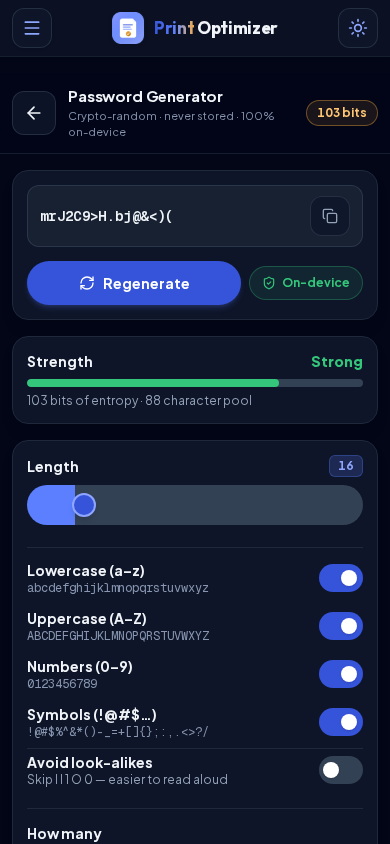 Print Optimizer
Password Generator
Crypto-random · never stored · 100%
on-device
103 bits
mrJ2C9>H.bj@&<)(
Regenerate
On-device
Strength
Strong
103 bits of entropy · 88 character pool
Length
16
Lowercase (a–z)
abcdefghijklmnopqrstuvwxyz
Uppercase (A–Z)
ABCDEFGHIJKLMNOPQRSTUVWXYZ
Numbers (0–9)
0123456789
Symbols (!@#$…)
!@#$%^&*()-_=+[]{};:,.<>?/
Avoid look-alikes
Skip l I 1 O 0 — easier to read aloud
How many